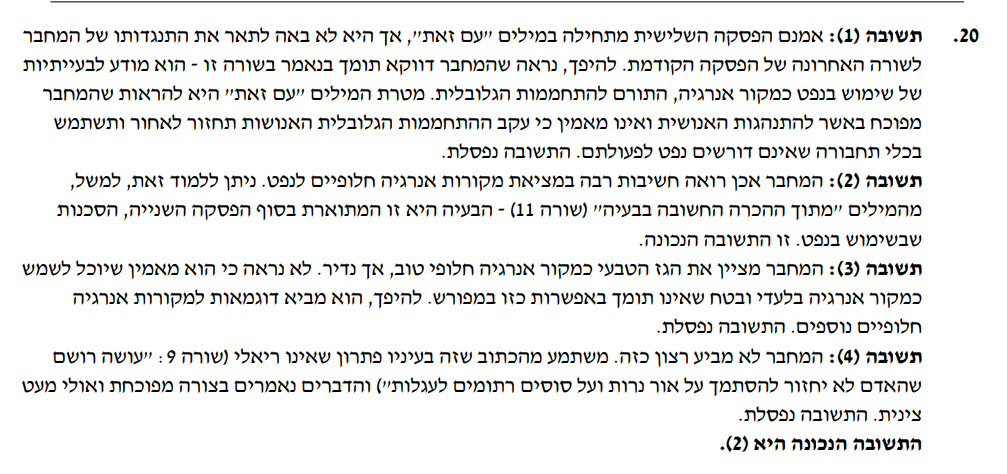 20. תשובה (1): אמנם הפסקה השלישית מתחילה במילים "עם זאת", אך היא לא באה לתאר את התנגדותו של המחבר
לשורה האחרונה של הפסקה הקודמת. להיפך, נראה שהמחבר דווקא תומך בנאמר בשורה זו - הוא מודע לבעייתיות
של שימוש בנפט כמקור אנרגיה, התורם להתחממות הגלובלית. מטרת המילים "עם זאת" היא להראות שהמחבר
מפוכח באשר להתנהגות האנושית ואינו מאמין כי עקב ההתחממות הגלובלית האנושות תחזור לאחור ותשתמש
בכלי תחבורה שאינם דורשים נפט לפעולתם. התשובה נפסלת.
תשובה (2): המחבר אכן רואה חשיבות רבה במציאת מקורות אנרגיה חלופיים לנפט. ניתן ללמוד זאת, למשל,
מהמילים "מתוך ההכרה החשובה בבעיה" (שורה 11) - הבעיה היא זו המתוארת בסוף הפסקה השנייה, הסכנות
שבשימוש בנפט. זו התשובה הנכונה.
תשובה (3): המחבר מציין את הגז הטבעי כמקור אנרגיה חלופי טוב, אך נדיר. לא נראה כי הוא מאמין שיוכל לשמש
כמקור אנרגיה בלעדי ובטח שאינו תומך באפשרות כזו במפורש. להיפך, הוא מביא דוגמאות למקורות אנרגיה
חלופיים נוספים. התשובה נפסלת.
תשובה (4): המחבר לא מביע רצון כזה. משתמע מהכתוב שזה בעיניו פתרון שאינו ריאלי (שורה 9: "עושה רושם
שהאדם לא יחזור להסתמך על אור נרות ועל סוסים רתומים לעגלות") והדברים נאמרים בצורה מפוכחת ואולי מעט
צינית. התשובה נפסלת.
התשובה הנכונה היא (2).